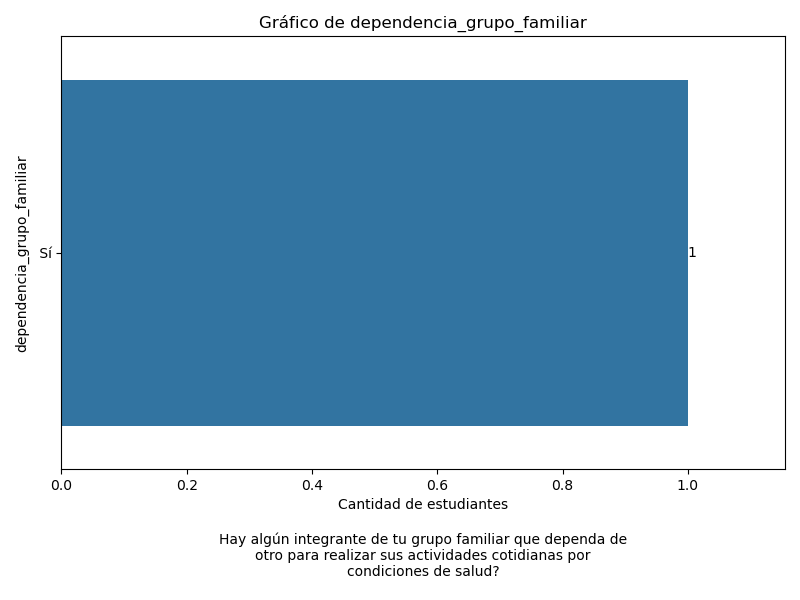 Gráfico de dependencia_grupo_familiar
dependencia_grupo_familiar
Sí
1
0.0
0.2
0.4
0.6
0.8
1.0
Cantidad de estudiantes
Hay algún integrante de tu grupo familiar que dependa de
otro para realizar sus actividades cotidianas por
condiciones de salud?